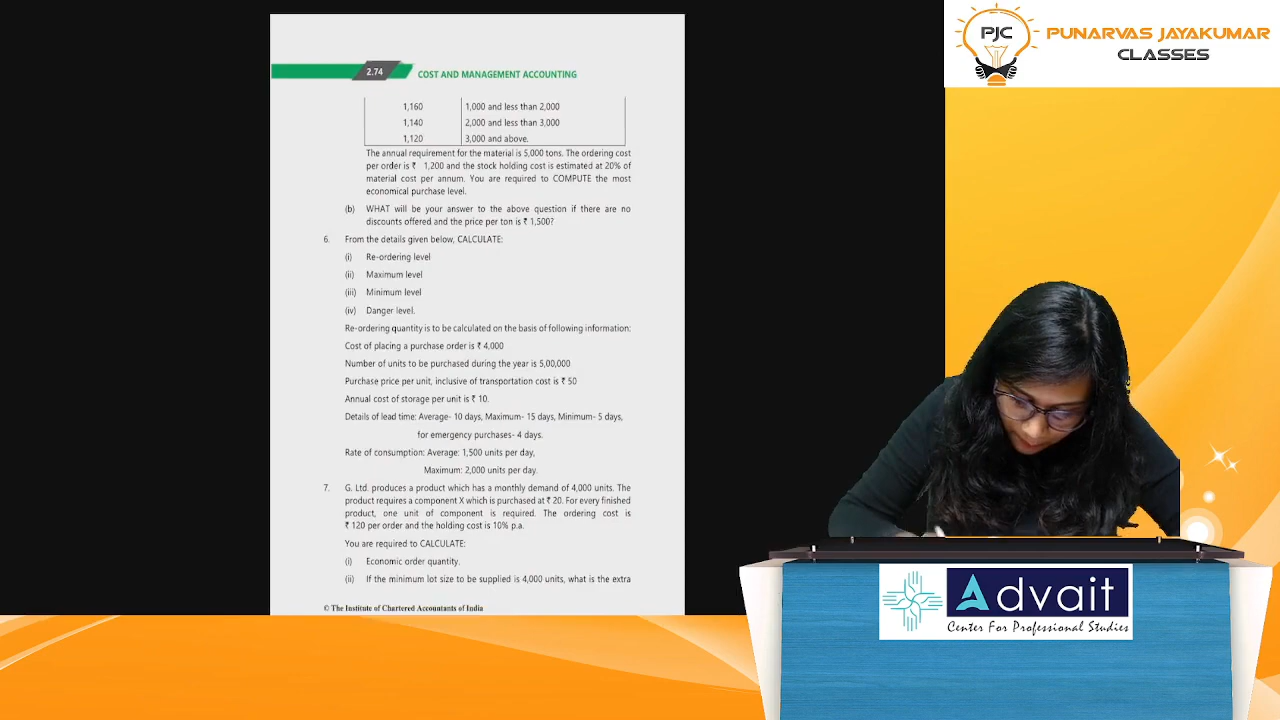 PJC
PUNARVAS JAYAKUMAR
CLASSES
2.74
COST AND MANAGEMENT ACCOUNTING
1,160 1,000 and less than 2,000
1,140 2,000 and less than 3,000
1,120 3,000 and above.
The annual requirement for the material is 5,000 tons. The ordering cost
per order is ₹ 1,200 and the stock holding cost is estimated at 20% of
material cost per annum. You are required to COMPUTE the most
economical purchase level.
(b) WHAT will be your answer to the above question if there are no
discounts offered and the price per ton is ₹ 1,500?
6. From the details given below, CALCULATE:
(i) Re-ordering level
(ii) Maximum level
(iii) Minimum level
(iv) Danger level.
Re-ordering quantity is to be calculated on the basis of following information:
Cost of placing a purchase order is ₹ 4,000
Number of units to be purchased during the year is 5,00,000
Purchase price per unit, inclusive of transportation cost is ₹ 50
Annual cost of storage per unit is ₹ 10.
Details of lead time: Average- 10 days, Maximum- 15 days, Minimum- 5 days,
for emergency purchases- 4 days.
Rate of consumption: Average: 1,500 units per day,
Maximum: 2,000 units per day.
7. G. Ltd. produces a product which has a monthly demand of 4,000 units. The
product requires a component X which is purchased at ₹ 20. For every finished
product, one unit of component is required. The ordering cost is
₹ 120 per order and the holding cost is 10% p.a.
You are required to CALCULATE:
(i) Economic order quantity.
(ii) If the minimum lot size to be supplied is 4,000 units, what is the extra
© The Institute of Chartered Accountants of India
Advait
Center For Professional Studies